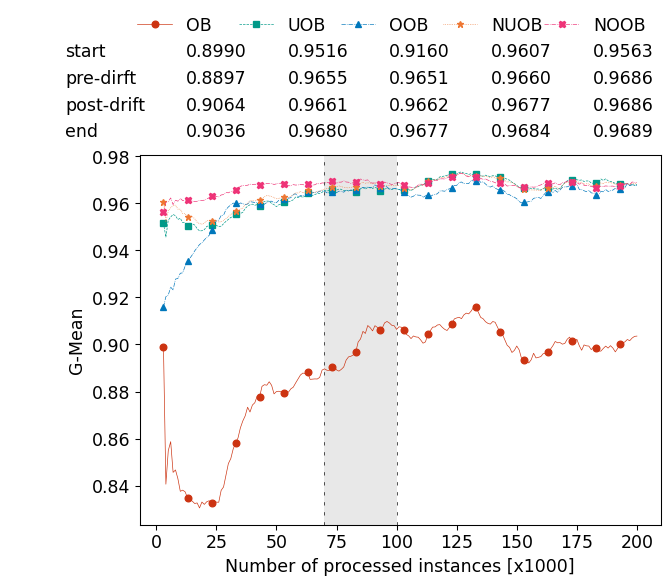 OB UOB OOB NUOB NOOB
start 0.8990 0.9516 0.9160 0.9607 0.9563
pre-dirft 0.8897 0.9655 0.9651 0.9660 0.9686
post-drift 0.9064 0.9661 0.9662 0.9677 0.9686
end 0.9036 0.9680 0.9677 0.9684 0.9689
0.98
0.96
0.94
0.92
0.90
0.88
0.86
0.84
G-Mean
0 25 50 75 100 125 150 175 200
Number of processed instances [x1000]